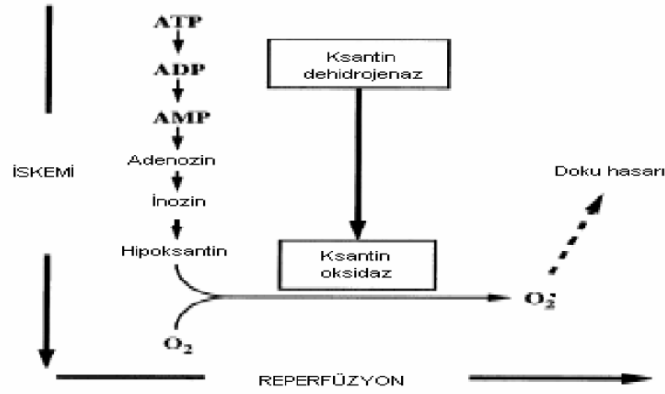 ATP
ADP
AMP
Adenozin
İnozin
Hipoksantin
O₂
İSKEMİ
Ksantin
dehidrojenaz
Ksantin
oksidaz
Doku hasarı
O₂⁻
REPERFÜZYON